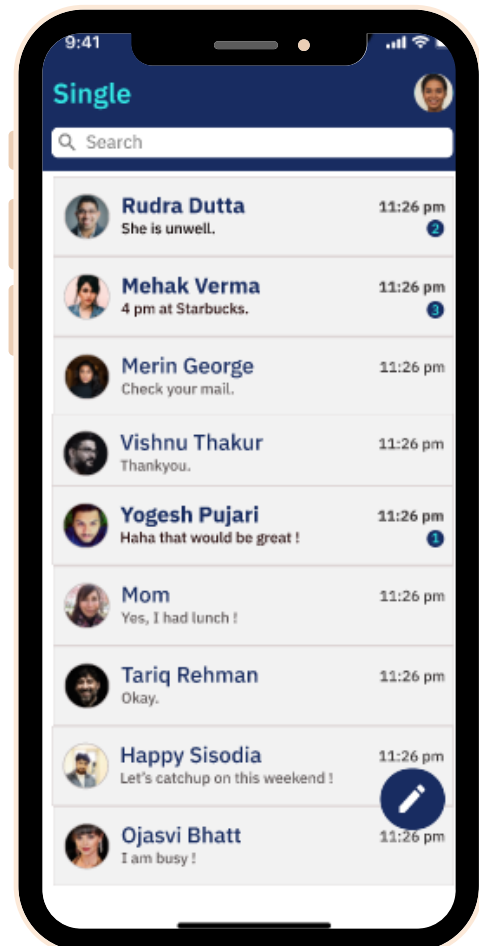 9:41
Single
Search
Rudra Dutta 11:26 pm
She is unwell. 2
Mehak Verma 11:26 pm
4 pm at Starbucks. 3
Merin George 11:26 pm
Check your mail.
Vishnu Thakur 11:26 pm
Thankyou.
Yogesh Pujari 11:26 pm
Haha that would be great ! 1
Mom 11:26 pm
Yes, I had lunch !
Tariq Rehman 11:26 pm
Okay.
Happy Sisodia 11:26 pm
Let's catchup on this weekend !
Ojasvi Bhatt 11:26 pm
I am busy !